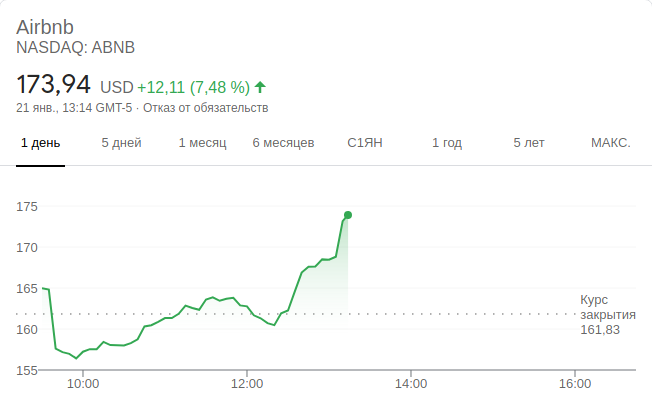 Airbnb
NASDAQ: ABNB
173,94 USD +12,11 (7,48 %)
21 янв., 13:14 GMT-5 · Отказ от обязательств
1 день 5 дней 1 месяц 6 месяцев С1ЯН 1 год 5 лет МАКС.
175
170
165
160
155
Курс
закрытия
161,83
10:00 12:00 14:00 16:00